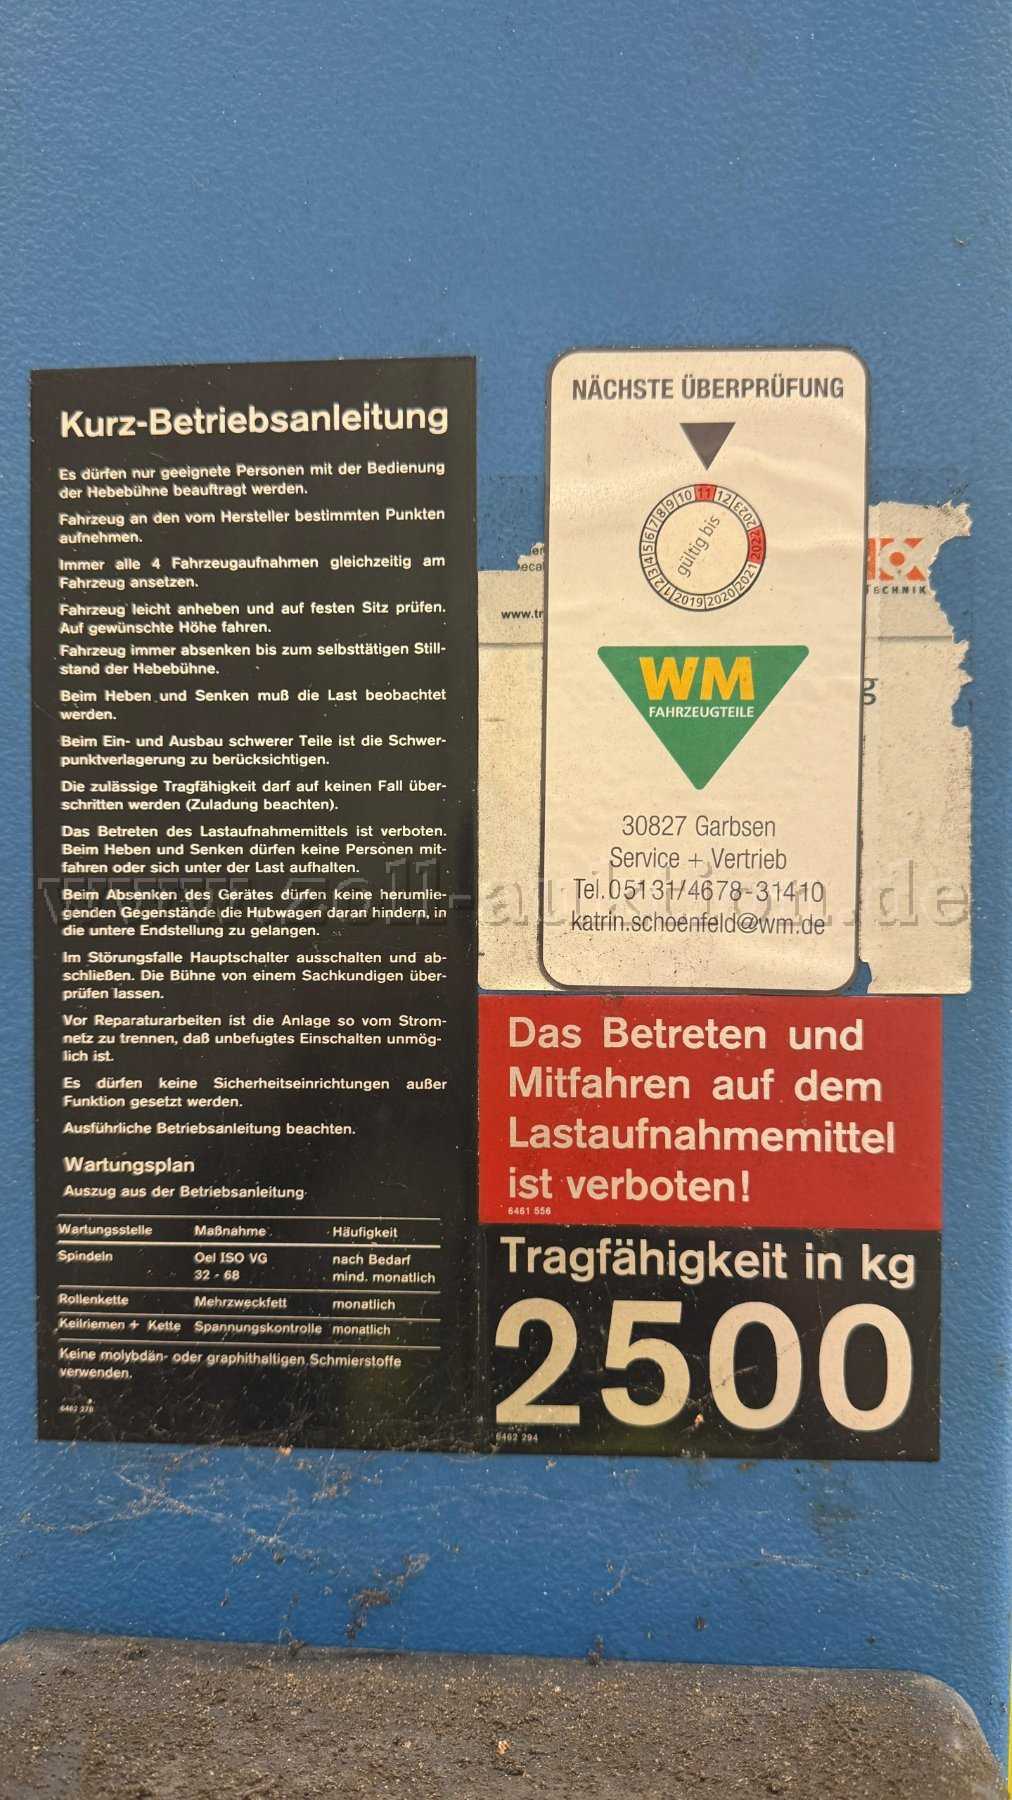 Kurz-Betriebsanleitung
Es dürfen nur geeignete Personen mit der Bedienung
der Hebebühne beauftragt werden.
Fahrzeug an den vom Hersteller bestimmten Punkten
aufnehmen.
Immer alle 4 Fahrzeugaufnahmen gleichzeitig am
Fahrzeug ansetzen.
Fahrzeug leicht anheben und auf festen Sitz prüfen.
Auf gewünschte Höhe fahren.
Fahrzeug immer absenken bis zum selbsttätigen Still-
stand der Hebebühne.
Beim Heben und Senken muß die Last beobachtet
werden.
Beim Ein- und Ausbau schwerer Teile ist die Schwer-
punktverlagerung zu berücksichtigen.
Die zulässige Tragfähigkeit darf auf keinen Fall über-
schritten werden (Zuladung beachten).
Das Betreten des Lastaufnahmemittels ist verboten.
Beim Heben und Senken dürfen keine Personen mit-
fahren oder sich unter der Last aufhalten.
Beim Absenken des Gerätes dürfen keine herumlie-
genden Gegenstände die Hubwagen daran hindern, in
die untere Endstellung zu gelangen.
Im Störungsfalle Hauptschalter ausschalten und ab-
schließen. Die Bühne von einem Sachkundigen über-
prüfen lassen.
Vor Reparaturarbeiten ist die Anlage so vom Strom-
netz zu trennen, daß unbefugtes Einschalten unmög-
lich ist.
Es dürfen keine Sicherheitseinrichtungen außer
Funktion gesetzt werden.
Ausführliche Betriebsanleitung beachten.
Wartungsplan
Auszug aus der Betriebsanleitung
Wartungsstelle Maßnahme Häufigkeit
Spindeln Oel ISO VG nach Bedarf
32 - 68 mind. monatlich
Rollenkette Mehrzweckfett monatlich
Keilriemen + Kette Spannungskontrolle monatlich
Keine molybdän- oder graphithaltigen Schmierstoffe
verwenden.
6462 278
NÄCHSTE ÜBERPRÜFUNG
1 2 3 4 5 6 7 8 9 10 11 12
2023 2022 2021 2020 2019
gültig bis
WM
FAHRZEUGTEILE
30827 Garbsen
Service + Vertrieb
Tel. 05131/4678-31410
katrin.schoenfeld@wm.de
www.tr
TECHNIK
g
Das Betreten und
Mitfahren auf dem
Lastaufnahmemittel
ist verboten!
6461 556
Tragfähigkeit in kg
2500
6462 294
www.zoll-auktion.de